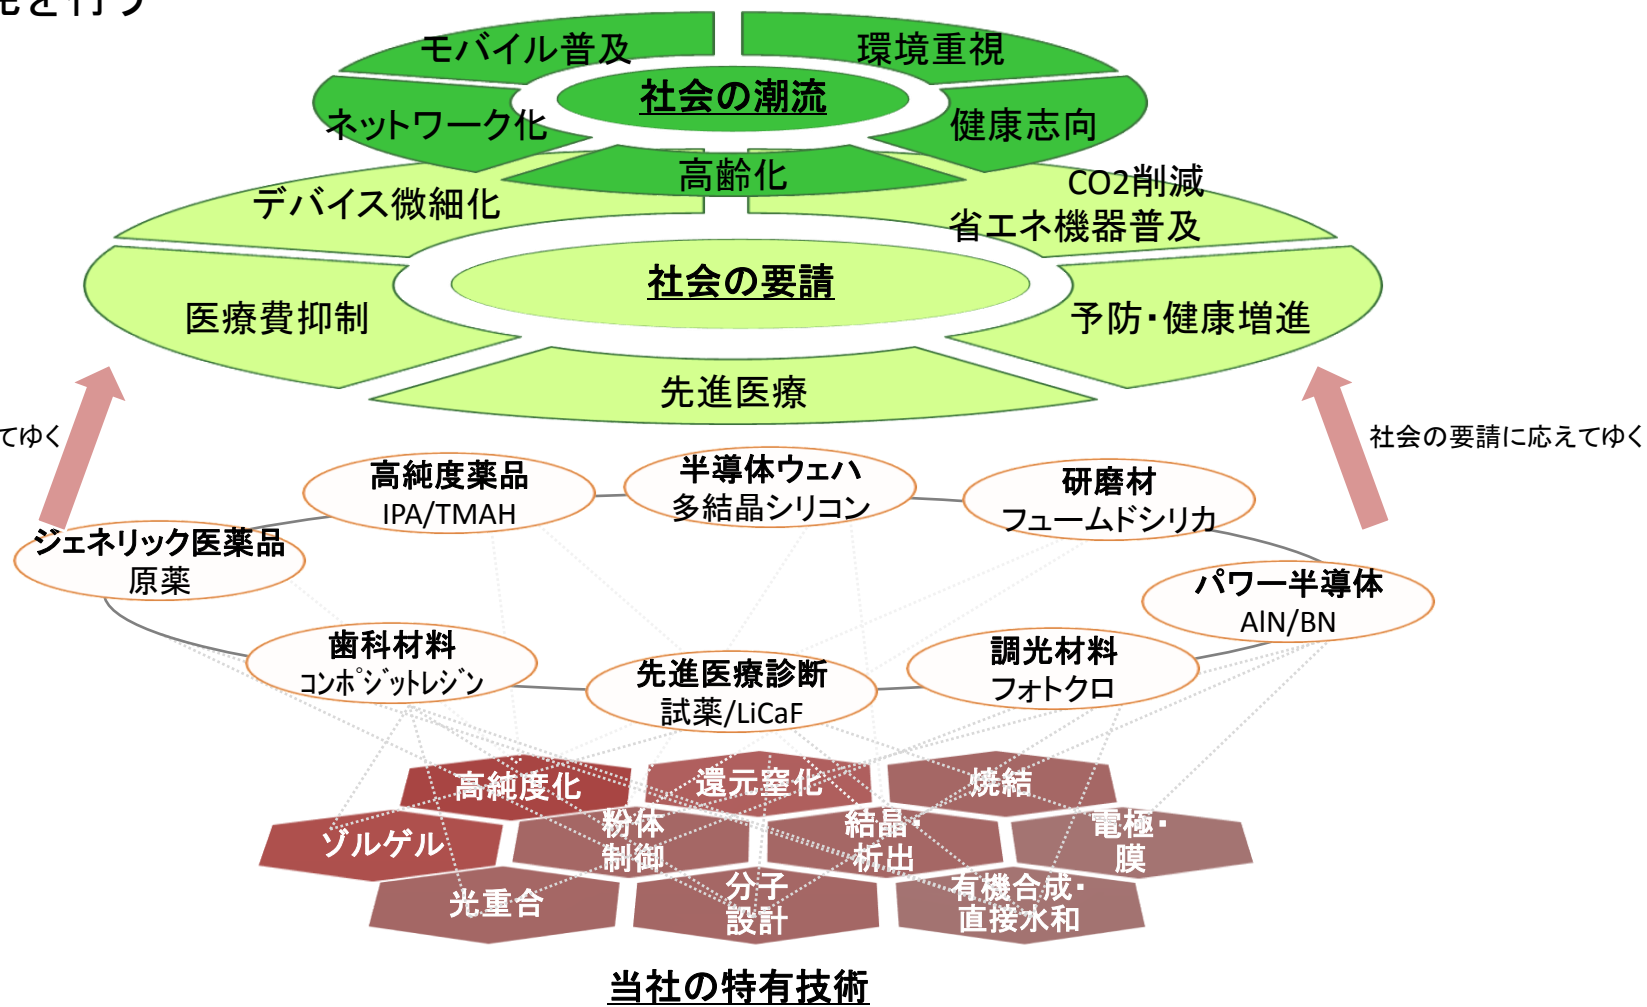 発を行う
モバイル普及
環境重視
社会の潮流
ネットワーク化
健康志向
高齢化
デバイス微細化
CO2削減
省エネ機器普及
社会の要請
医療費抑制
予防・健康増進
先進医療
てゆく
社会の要請に応えてゆく
高純度薬品
IPA/TMAH
半導体ウェハ
多結晶シリコン
研磨材
フュームドシリカ
ジェネリック医薬品
原薬
パワー半導体
AlN/BN
歯科材料
ｺﾝﾎﾟｼﾞｯﾄﾚｼﾞﾝ
先進医療診断
試薬/LiCaF
調光材料
フォトクロ
高純度化
還元窒化
焼結
ゾルゲル
粉体
制御
結晶・
析出
電極・
膜
光重合
分子
設計
有機合成・
直接水和
当社の特有技術